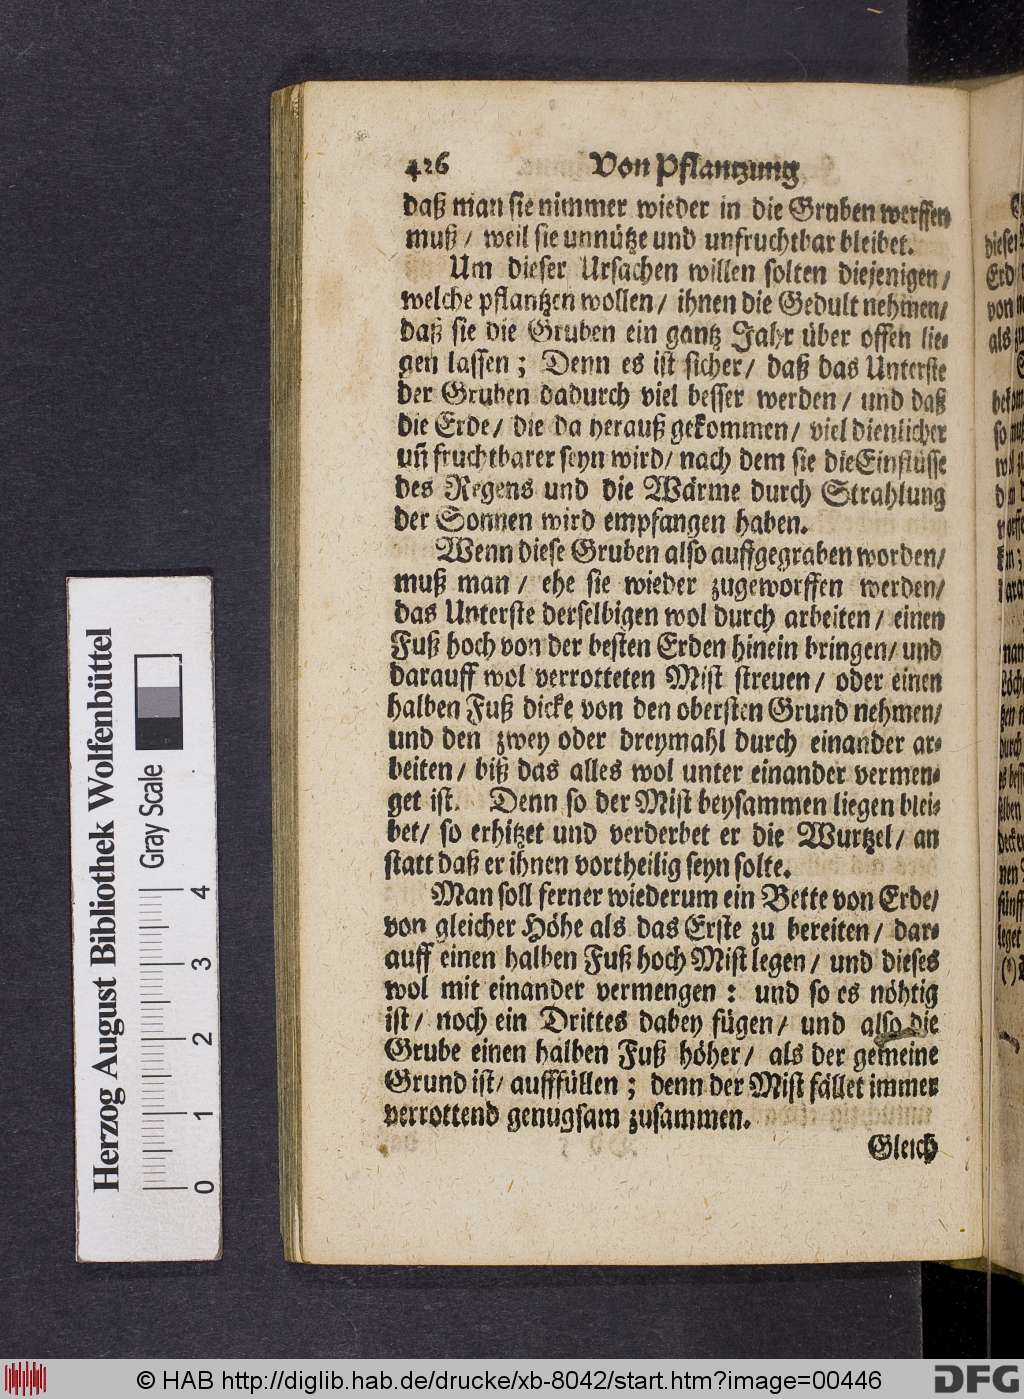 426 Von Pflantzung
daß man sie nimmer wieder in die Gruben werffen
muß / weil sie unnütze und unfruchtbar bleibet.
Um dieser Ursachen willen solten diejenigen /
welche pflantzen wollen / ihnen die Gedult nehmen /
daß sie die Gruben ein gantz Jahr über offen lie-
gen lassen ; Denn es ist sicher / daß das Unterste
der Gruben dadurch viel besser werden / und daß
die Erde / die da herauß gekommen / viel dienlicher
uñ fruchtbarer seyn wird / nach dem sie die Einflüsse
des Regens und die Wärme durch Strahlung
der Sonnen wird empfangen haben.
Wenn diese Gruben also auffgegraben worden /
muß man / ehe sie wieder zugeworffen werden /
das Unterste derselbigen wol durch arbeiten / einen
Fuß hoch von der besten Erden hinein bringen / und
darauff wol verrotteten Mist streuen / oder einen
halben Fuß dicke von den obersten Grund nehmen /
und den zwey oder dreymahl durch einander ar-
beiten / biß das alles wol unter einander vermen-
get ist. Denn so der Mist beysammen liegen blei-
bet / so erhitzet und verderbet er die Wurtzel / an
statt daß er ihnen vortheilig seyn solte.
Man soll ferner wiederum ein Bette von Erde /
von gleicher Höhe als das Erste zu bereiten / dar-
auff einen halben Fuß hoch Mist legen / und dieses
wol mit einander vermengen : und so es nöhtig
ist / noch ein Drittes dabey fügen / und also die
Grube einen halben Fuß höher / als der gemeine
Grund ist / aufffüllen ; denn der Mist fället immer
verrottend genugsam zusammen.
Gleich
Herzog August Bibliothek Wolfenbüttel
Gray Scale
0 1 2 3 4
© HAB http://diglib.hab.de/drucke/xb-8042/start.htm?image=00446
DFG